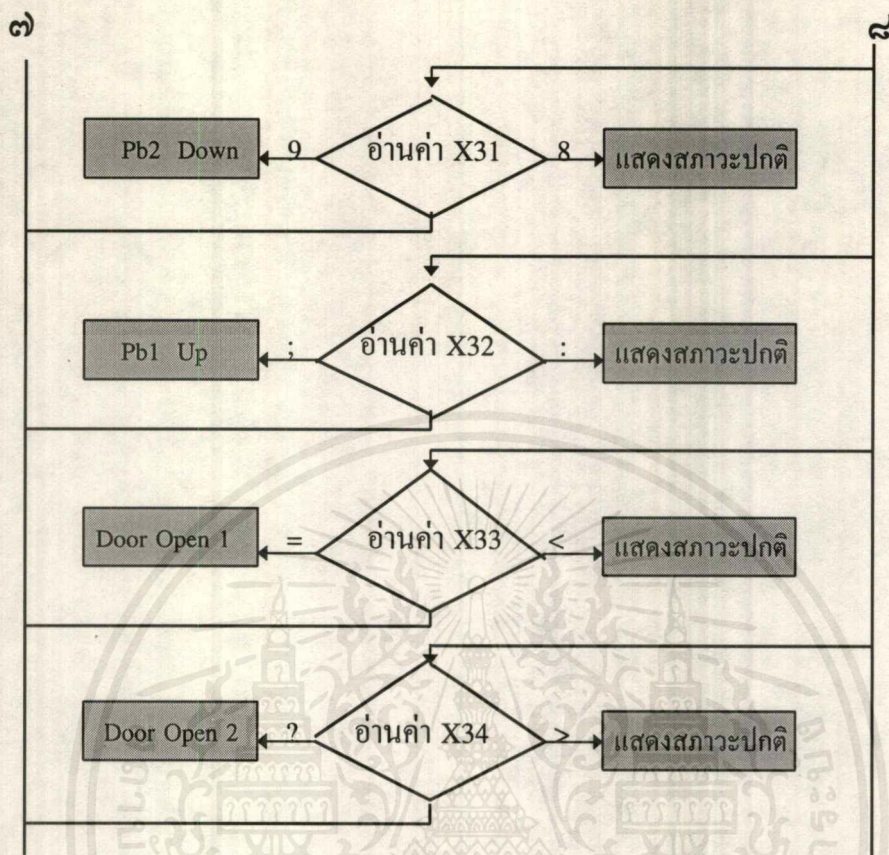 Pb2 Down 9 อ่านค่า X31 8 แสดงสภาวะปกติ
Pb1 Up ; อ่านค่า X32 : แสดงสภาวะปกติ
Door Open 1 = อ่านค่า X33 < แสดงสภาวะปกติ
Door Open 2 ? อ่านค่า X34 > แสดงสภาวะปกติ